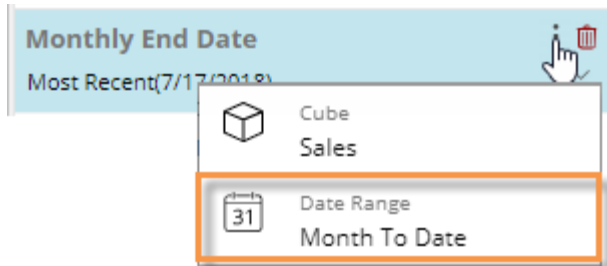 Monthly End Date
Most Recent(7/17/2018)
Cube
Sales
31
Date Range
Month To Date